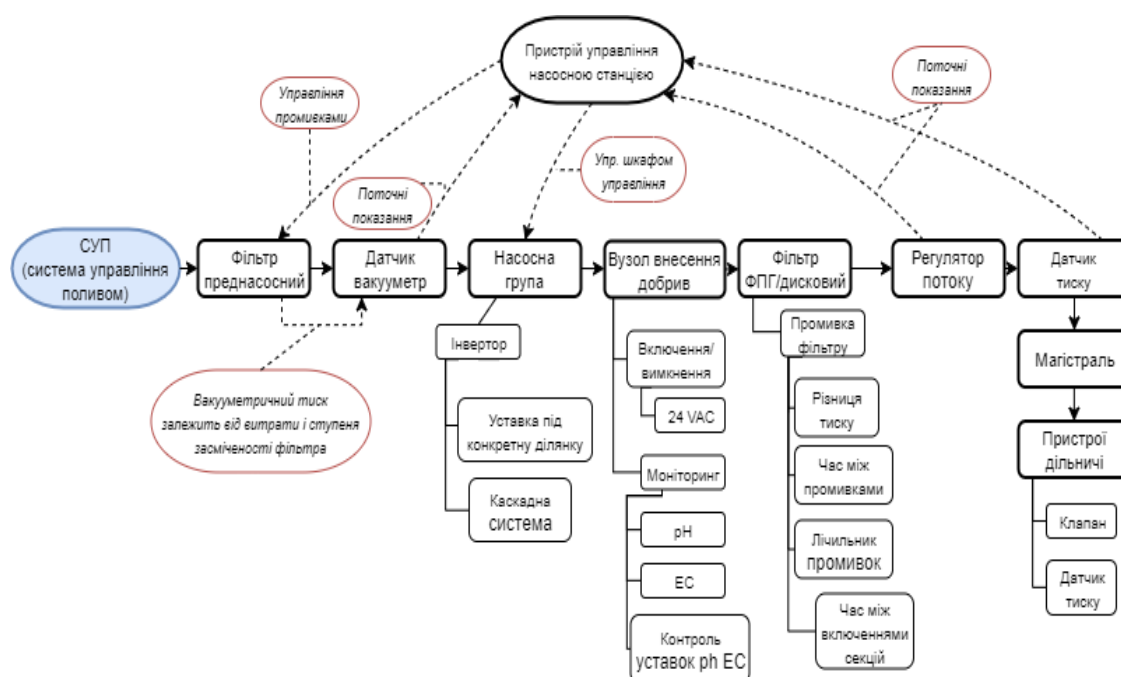 Пристрій управління
насосною станцією
Управління
промивками
Поточні
показання
Упр. шкафом
управління
Поточні
показання
СУП
(система управління
поливом)
Фільтр
преднасосний
Датчик
вакууметр
Насосна
група
Вузол внесення
добрив
Фільтр
ФПГ/дисковий
Регулятор
потоку
Датчик
тиску
Вакууметричний тиск
залежить від витрати і ступеня
засміченості фільтра
Інвертор
Уставка під
конкретну ділянку
Каскадна
система
Включення/
вимкнення
24 VAC
Моніторинг
pH
EC
Контроль
уставок ph EC
Промивка
фільтру
Різниця
тиску
Час між
промивками
Лічильник
промивок
Час між
включеннями
секцій
Магістраль
Пристрої
дільничі
Клапан
Датчик
тиску